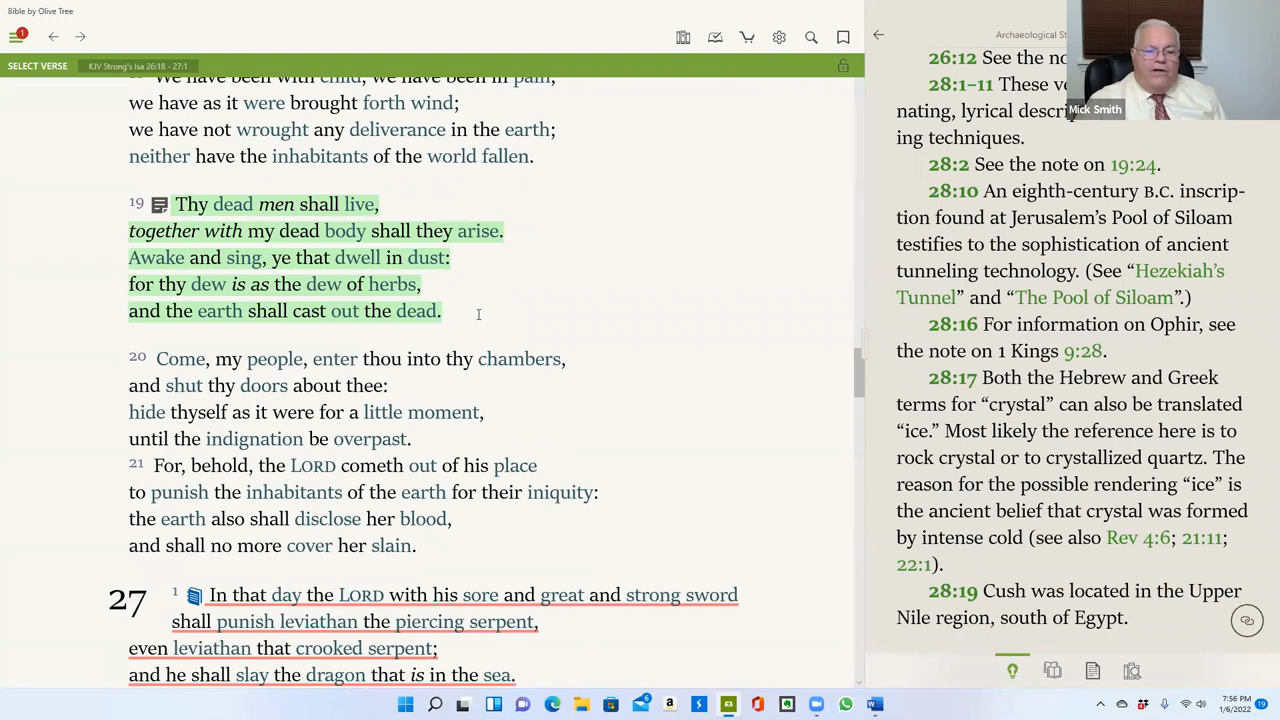 Bible by Olive Tree
1
SELECT VERSE
KJV Strong's Isa 26:18 - 27:1
We have been with child, we have been in pain,
we have as it were brought forth wind;
we have not wrought any deliverance in the earth;
neither have the inhabitants of the world fallen.
19 Thy dead men shall live,
together with my dead body shall they arise.
Awake and sing, ye that dwell in dust:
for thy dew is as the dew of herbs,
and the earth shall cast out the dead.
20 Come, my people, enter thou into thy chambers,
and shut thy doors about thee:
hide thyself as it were for a little moment,
until the indignation be overpast.
21 For, behold, the LORD cometh out of his place
to punish the inhabitants of the earth for their iniquity:
the earth also shall disclose her blood,
and shall no more cover her slain.
27 1 In that day the LORD with his sore and great and strong sword
shall punish leviathan the piercing serpent,
even leviathan that crooked serpent;
and he shall slay the dragon that is in the sea.
Archaeological St
26:12 See the no
28:1–11 These ve
nating, lyrical descri
ing techniques.
28:2 See the note on 19:24.
28:10 An eighth-century B.C. inscrip-
tion found at Jerusalem's Pool of Siloam
testifies to the sophistication of ancient
tunneling technology. (See “Hezekiah's
Tunnel” and “The Pool of Siloam”.)
28:16 For information on Ophir, see
the note on 1 Kings 9:28.
28:17 Both the Hebrew and Greek
terms for “crystal” can also be translated
“ice.” Most likely the reference here is to
rock crystal or to crystallized quartz. The
reason for the possible rendering “ice” is
the ancient belief that crystal was formed
by intense cold (see also Rev 4:6; 21:11;
22:1).
28:19 Cush was located in the Upper
Nile region, south of Egypt.
Mick Smith
7:56 PM
1/6/2022
19